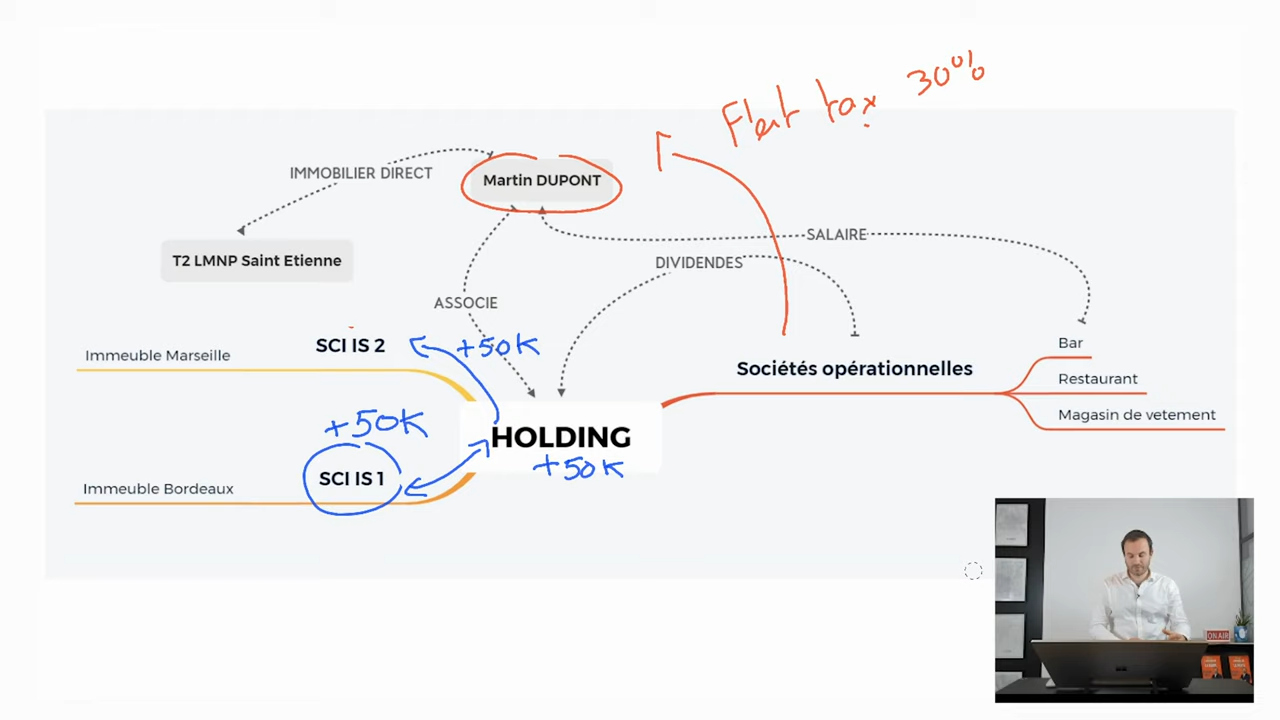 Flat tax 30%
IMMOBILIER DIRECT
Martin DUPONT
T2 LMNP Saint Etienne
SALAIRE
DIVIDENDES
ASSOCIE
SCI IS 2
+50K
Immeuble Marseille
Sociétés opérationnelles
Bar
Restaurant
Magasin de vetement
+50K
HOLDING
+50K
SCI IS 1
Immeuble Bordeaux
ON AIR